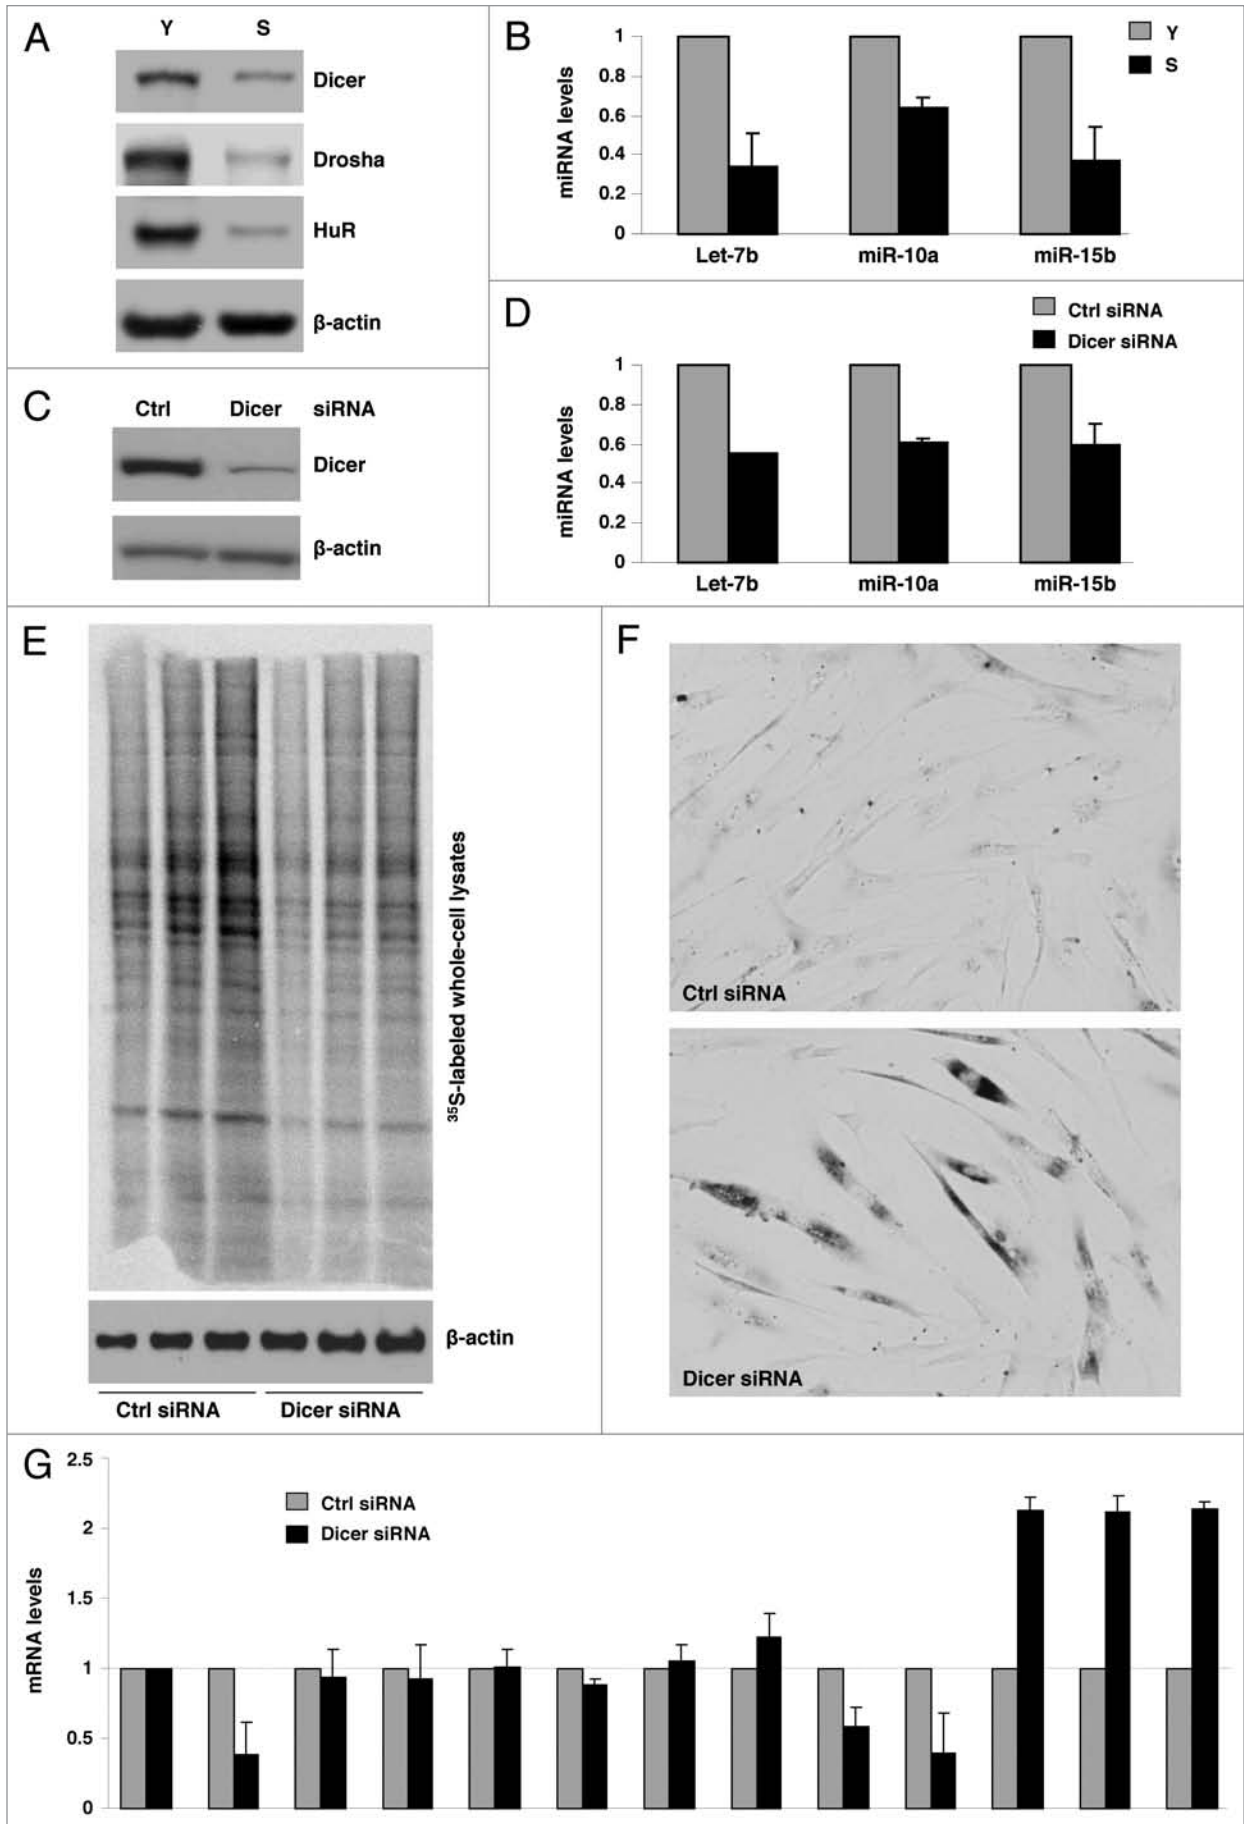 A
Y S
Dicer
Drosha
HuR
β-actin
B
miRNA levels
1
0.8
0.6
0.4
0.2
0
Y
S
Let-7b miR-10a miR-15b
C
Ctrl Dicer siRNA
Dicer
β-actin
D
miRNA levels
1
0.8
0.6
0.4
0.2
0
Ctrl siRNA
Dicer siRNA
Let-7b miR-10a miR-15b
E
³⁵S-labeled whole-cell lysates
β-actin
Ctrl siRNA Dicer siRNA
F
Ctrl siRNA
Dicer siRNA
G
mRNA levels
2.5
2
1.5
1
0.5
0
Ctrl siRNA
Dicer siRNA